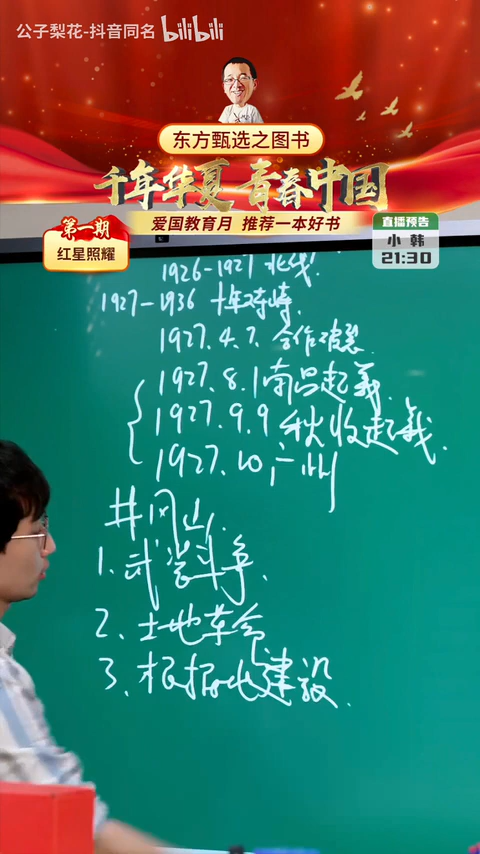 公子梨花-抖音同名 bilibili
东方甄选之图书
千年华夏 青春中国
第一期
红星照耀
爱国教育月 推荐一本好书
直播预告
小韩
21:30
1926-1927 北伐.
1927-1936 十年对峙.
1927.4.7. 合作破裂.
1927.8.1 南昌起義.
1927.9.9 秋收起義.
1927.10 广州
井冈山.
1. 武装斗争.
2. 土地革命
3. 根据地建設.